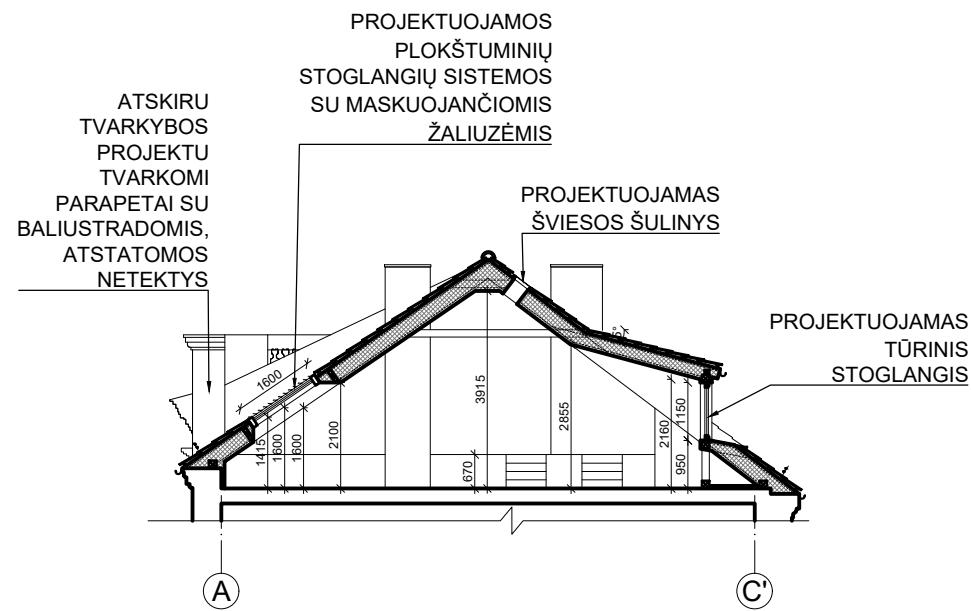 PROJEKTUOJAMOS
PLOKŠTUMINIŲ
STOGLANGIŲ SISTEMOS
SU MASKUOJANČIOMIS
ŽALIUZĖMIS
ATSKIRU
TVARKYBOS
PROJEKTU
TVARKOMI
PARAPETAI SU
BALIUSTRADOMIS,
ATSTATOMOS
NETEKTYS
PROJEKTUOJAMAS
ŠVIESOS ŠULINYS
PROJEKTUOJAMAS
TŪRINIS
STOGLANGIS
1600
1415
1600
1600
2100
3915
670
2855
2160
1150
950
A
C'